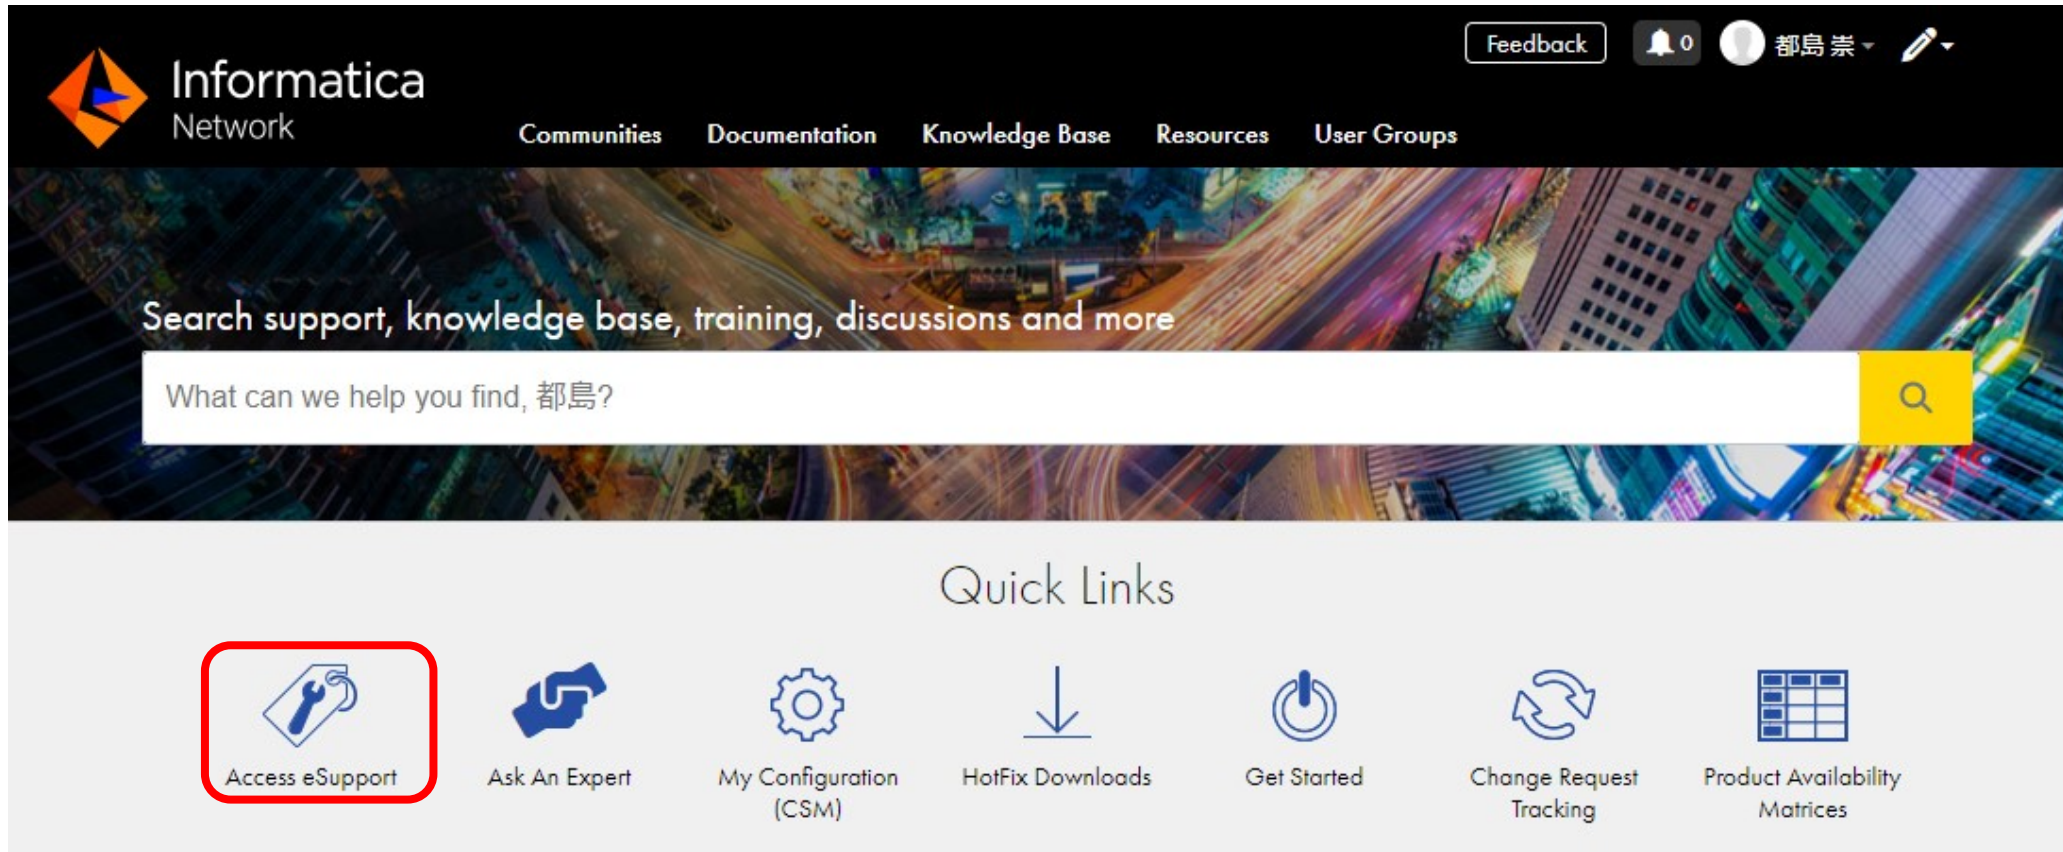 Feedback 0 都島 崇
Informatica
Network
Communities Documentation Knowledge Base Resources User Groups
Search support, knowledge base, training, discussions and more
What can we help you find, 都島?
Quick Links
Access eSupport
Ask An Expert
My Configuration
(CSM)
HotFix Downloads
Get Started
Change Request
Tracking
Product Availability
Matrices